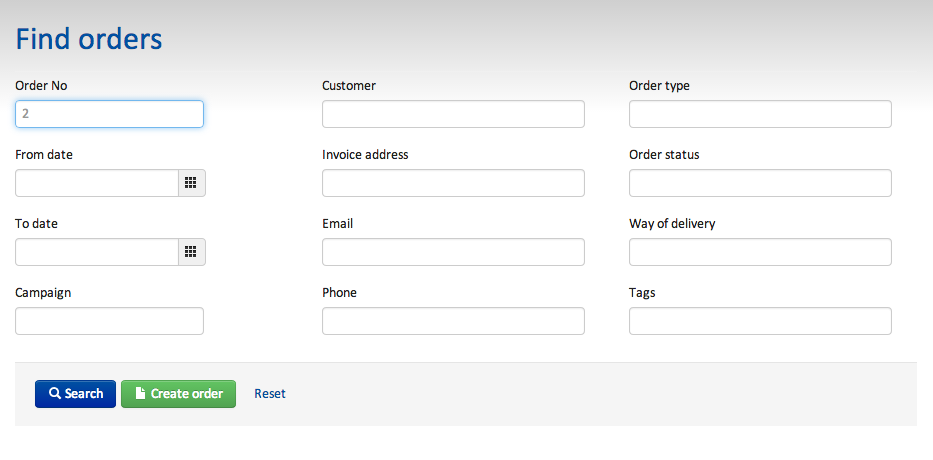 Find orders
Order No
Customer
Order type
2
From date
Invoice address
Order status
To date
Email
Way of delivery
Campaign
Phone
Tags
Search
Create order
Reset